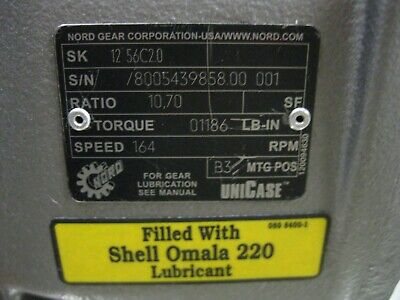 NORD GEAR CORPORATION-USA/WWW.NORD.COM
SK 12 56C2.0
S/N /8005439858.00 001
RATIO 10,70 SF
TORQUE 01186 LB-IN
SPEED 164 RPM
B3 MTG POS
NORD
FOR GEAR
LUBRICATION
SEE MANUAL
UNICASE™
Filled With
Shell Omala 220
Lubricant